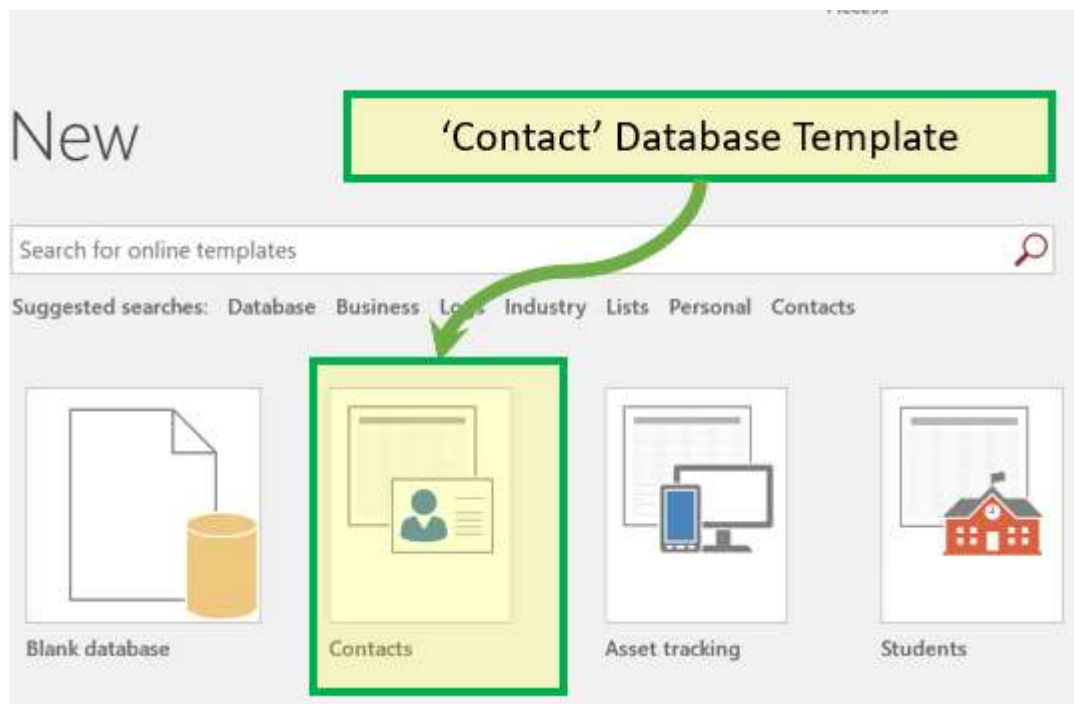 New
‘Contact’ Database Template
Search for online templates
Suggested searches: Database Business Industry Lists Personal Contacts
Blank database Contacts Asset tracking Students